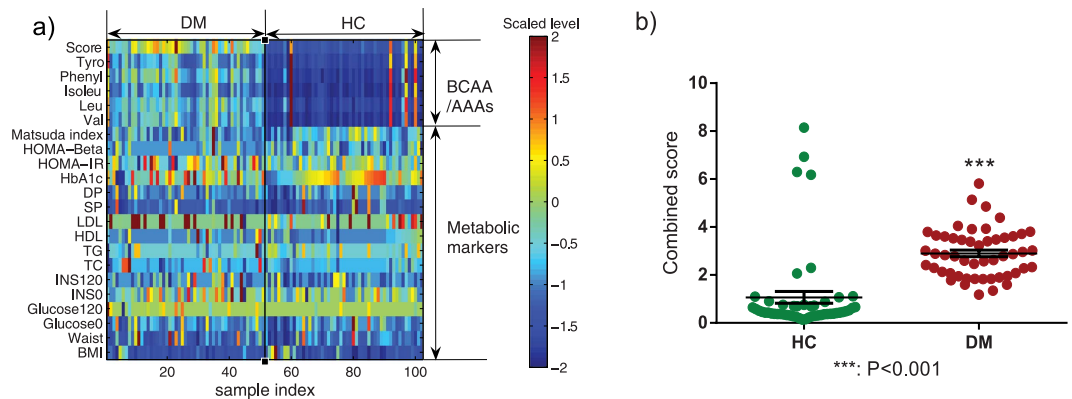 a)
DM
HC
Scaled level
Score
Tyro
Phenyl
Isoleu
Leu
Val
Matsuda index
HOMA−Beta
HOMA−IR
HbA1c
DP
SP
LDL
HDL
TG
TC
INS120
INS0
Glucose120
Glucose0
Waist
BMI
20
40
60
80
100
sample index
BCAA
/AAAs
Metabolic
markers
2
1.5
1
0.5
0
−0.5
−1
−1.5
−2
b)
Combined score
10
8
6
4
2
0
***
HC
DM
***: P<0.001